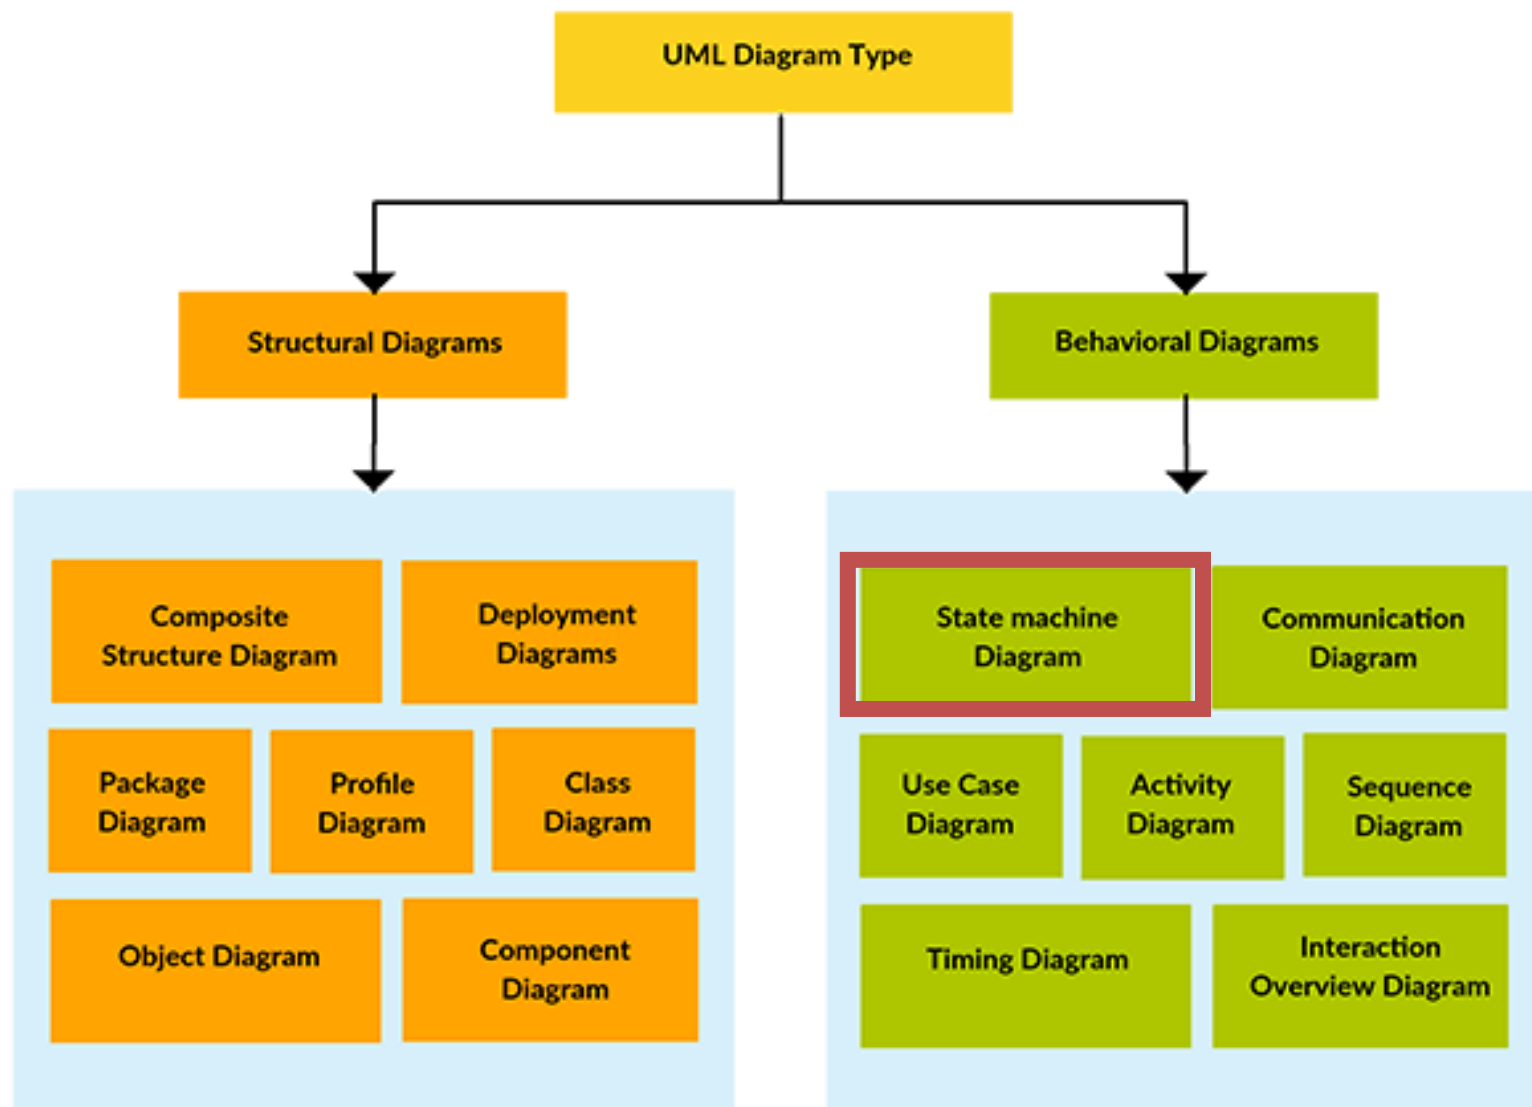 UML Diagram Type
Structural Diagrams
Behavioral Diagrams
Composite
Structure Diagram
Deployment
Diagrams
Package
Diagram
Profile
Diagram
Class
Diagram
Object Diagram
Component
Diagram
State machine
Diagram
Communication
Diagram
Use Case
Diagram
Activity
Diagram
Sequence
Diagram
Timing Diagram
Interaction
Overview Diagram